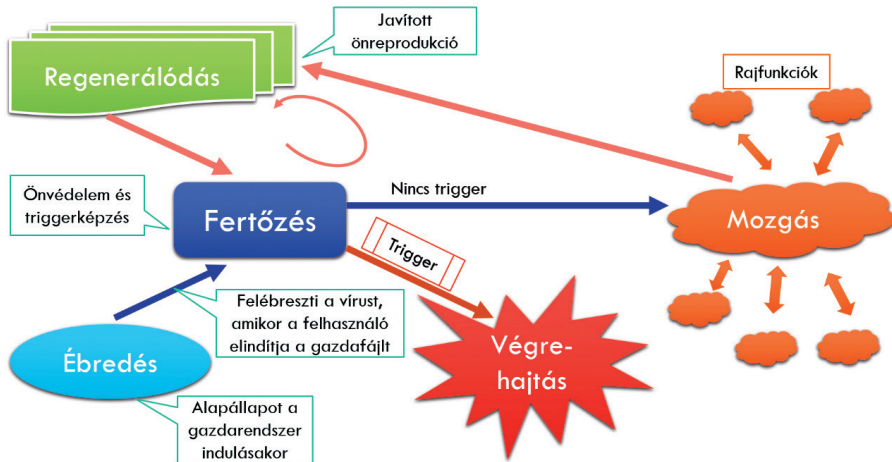 Javított
önreprodukció
Regenerálódás
Rajfunkciók
Önvédelem és
triggerképzés
Fertőzés
Nincs trigger
Mozgás
Trigger
Felébreszti a vírust,
amikor a felhasználó
elindítja a gazdafájlt
Ébredés
Végre-
hajtás
Alapállapot a
gazdarendszer
indulásakor